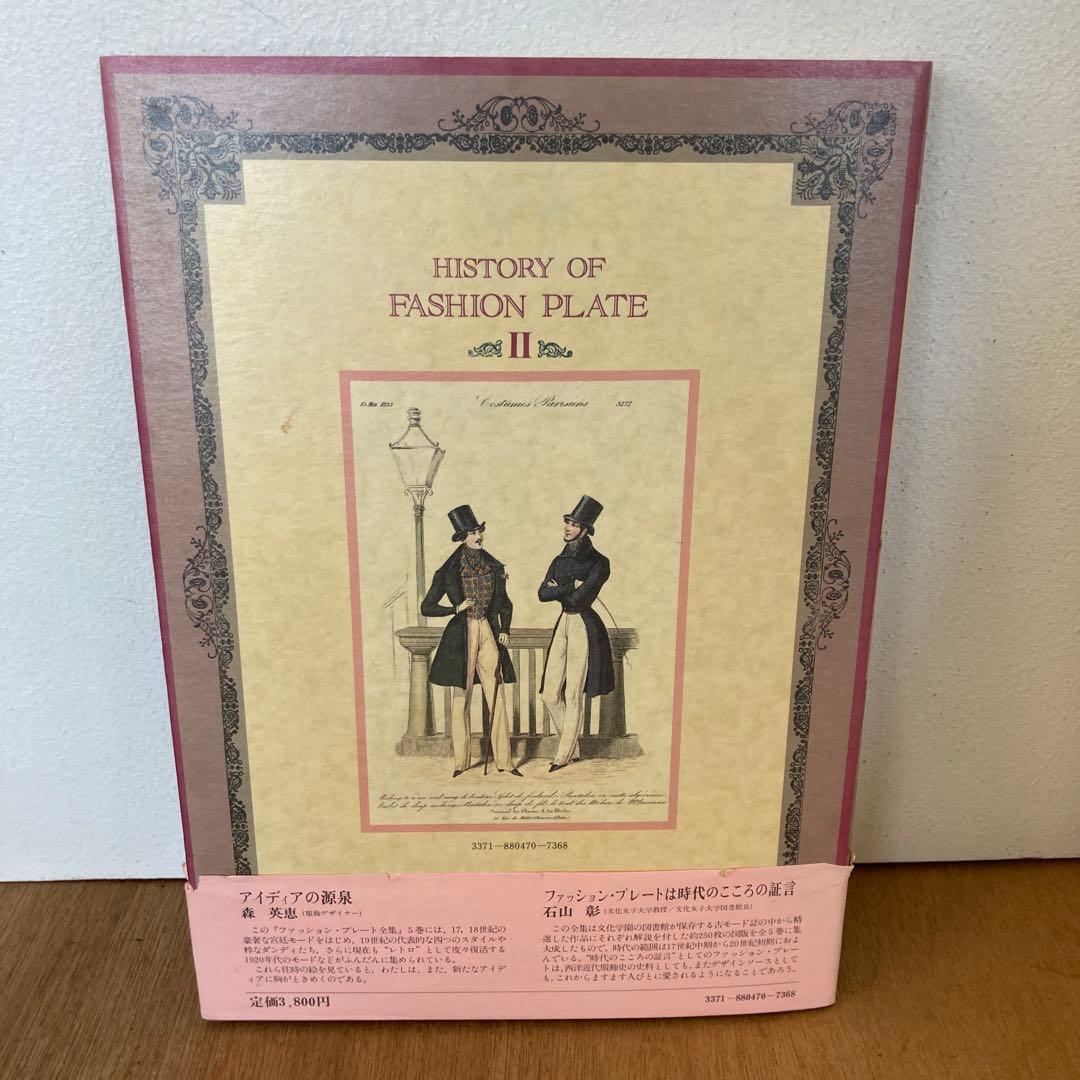 HISTORY OF
FASHION PLATE
II
Costumes Parisiens
3272
3371-880470-7368
アイディアの源泉
森 英恵(服飾デザイナー)
この『ファッション・プレート全集』5巻には、17、18世紀の
豪奢な宮廷モードをはじめ、19世紀の代表的な四つのスタイルや
粋なダンディたち、さらに現在も“レトロ”として度々復活する
1920年代のモードなどがふんだんに集められている。
これら往時の絵を見ていると、わたしは、また、新たなアイデ
ィアに胸がときめくのである。
定価3,800円
ファッション・プレートは時代のこころの証言
石山 彰(文化女子大学教授/文化女子大学図書館長)
この全集は文化学園の図書館が保存する古モード誌の中から精
選した作品にそれぞれ解説を付した約250枚の図版を全5巻に集
大成したもので、時代の範囲は17世紀中期から20世紀初期におよ
んでいる。“時代のこころの証言”としてのファッション・プレー
トは、西洋近代服飾史の史料としても、またデザインソースとして
も、これからますます人びとに愛されるようになることであろう。
3371-880470-7368